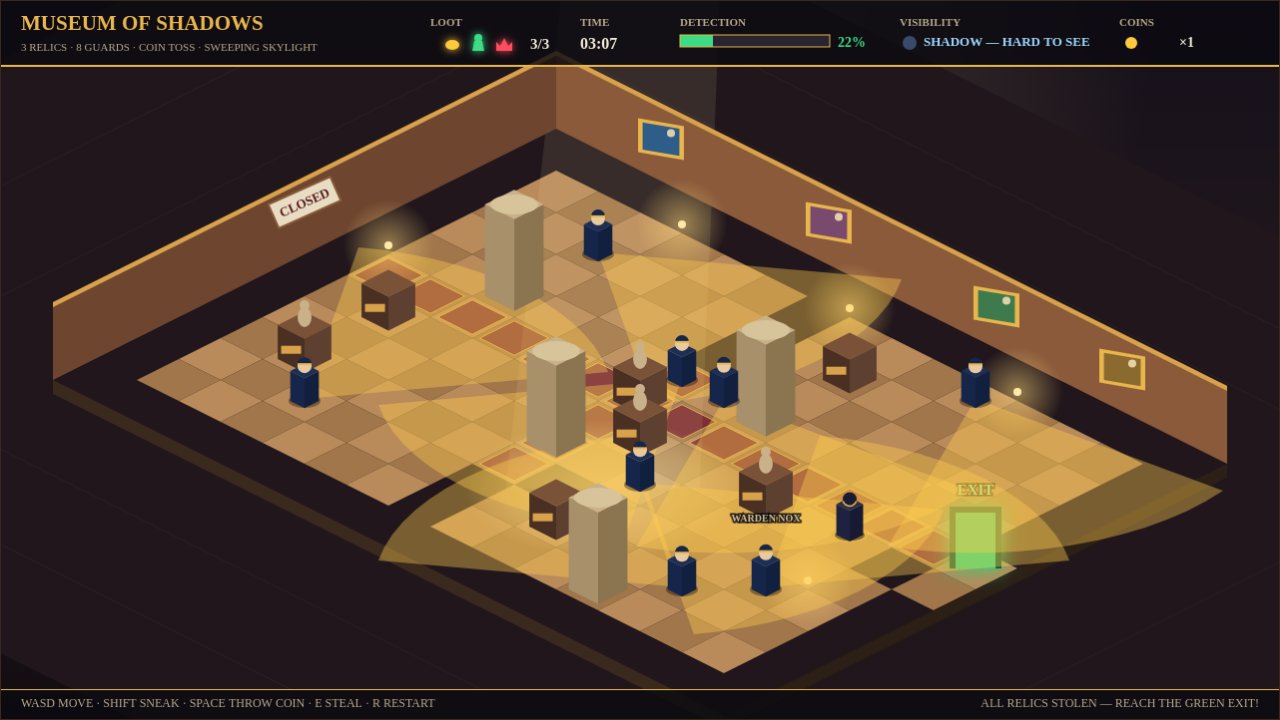 MUSEUM OF SHADOWS
3 RELICS · 8 GUARDS · COIN TOSS · SWEEPING SKYLIGHT
LOOT
3/3
TIME
03:07
DETECTION
22%
VISIBILITY
SHADOW — HARD TO SEE
COINS
×1
CLOSED
EXIT
WARDEN NOX
WASD MOVE · SHIFT SNEAK · SPACE THROW COIN · E STEAL · R RESTART
ALL RELICS STOLEN — REACH THE GREEN EXIT!